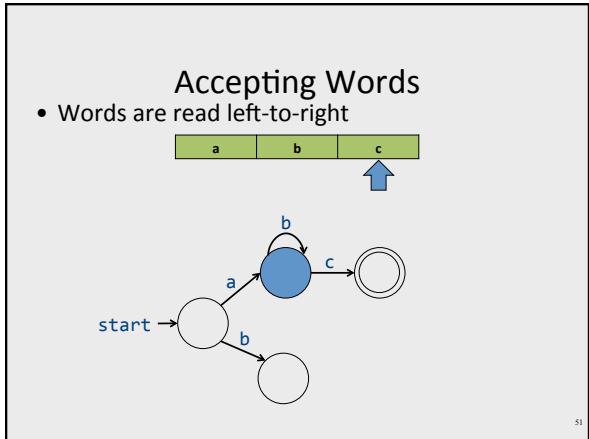 Accepting Words
• Words are read left-to-right
a b c
b
a
c
start
b
51